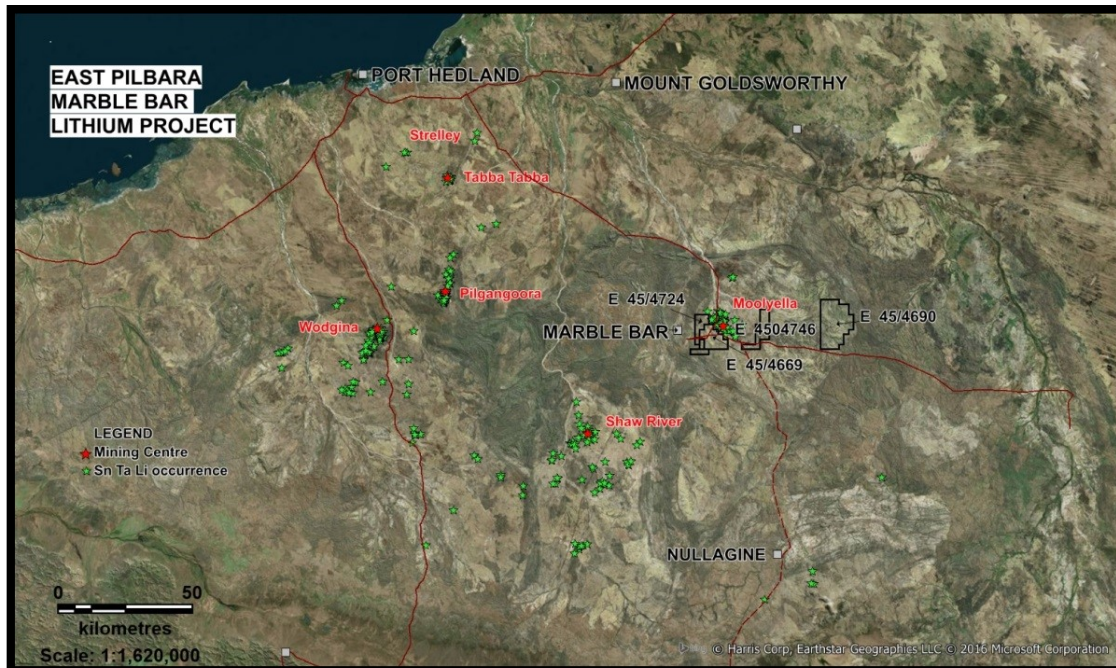 EAST PILBARA
MARBLE BAR
LITHIUM PROJECT
PORT HEDLAND
MOUNT GOLDSWORTHY
Strelley
Tabba Tabba
Pilgangoora
Wodgina
E 45/4724
Moolyella
E 45/4690
MARBLE BAR
E 4504746
E 45/4669
Shaw River
LEGEND
Mining Centre
Sn Ta Li occurrence
NULLAGINE
0 50
kilometres
Scale: 1:1,620,000
© Harris Corp, Earthstar Geographics LLC © 2016 Microsoft Corporation